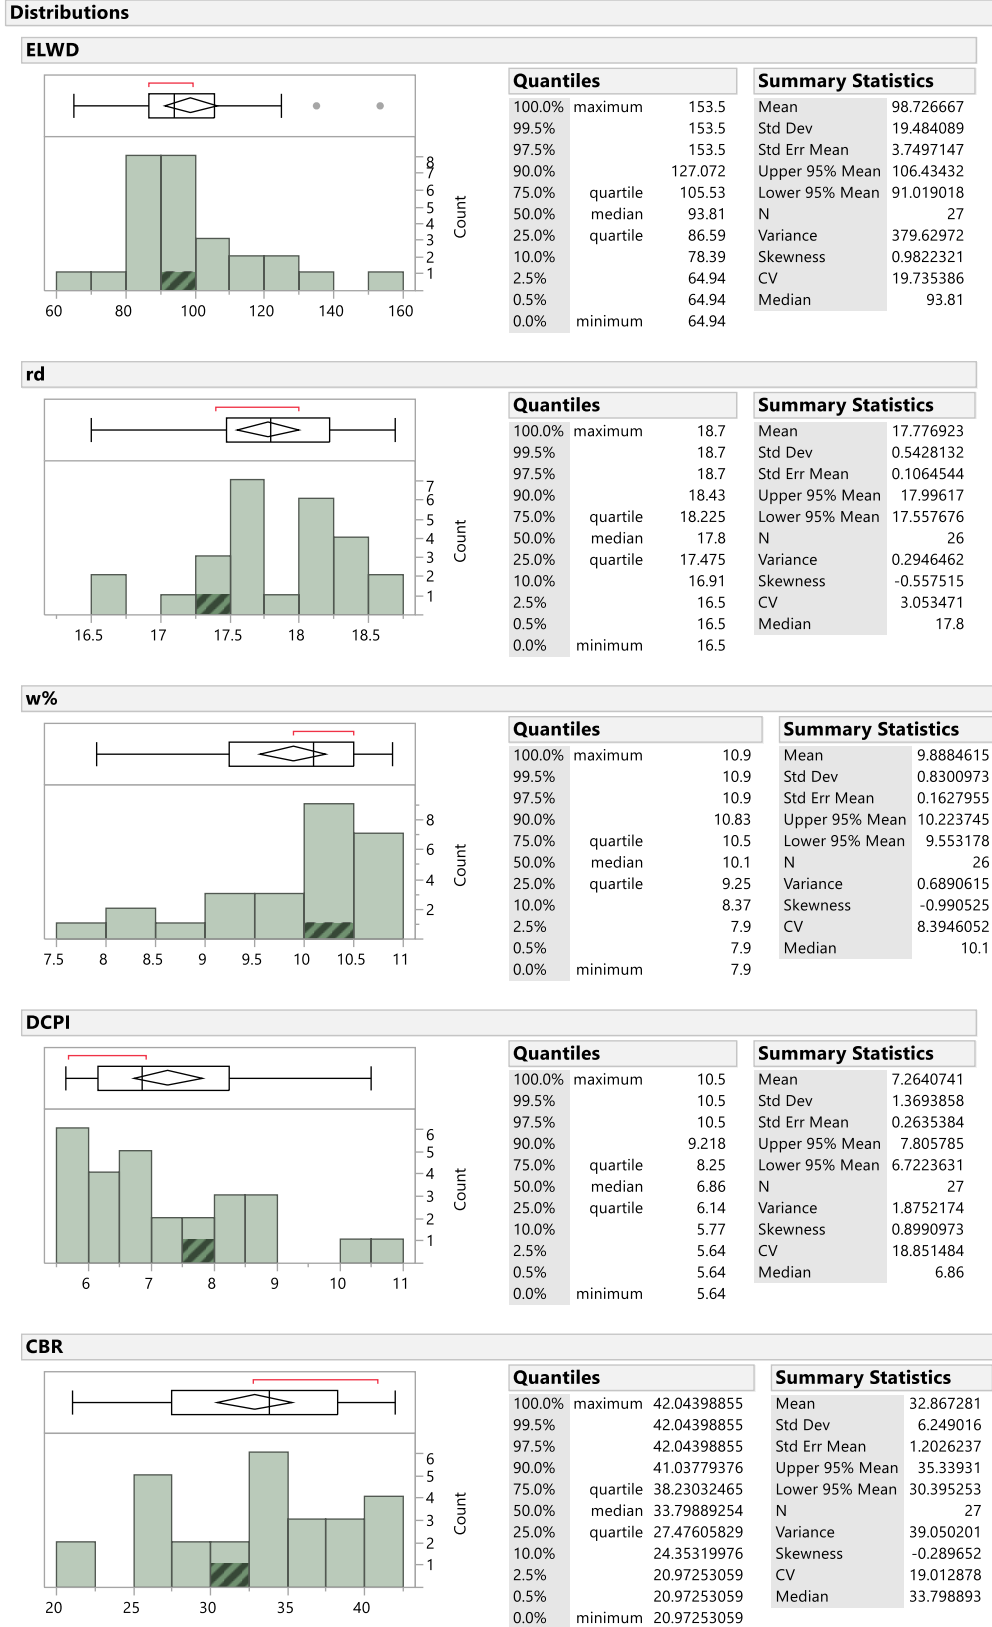 Distributions
ELWD
8
7
6
5
4
3
2
1
Count
60 80 100 120 140 160
Quantiles
100.0% maximum 153.5
99.5% 153.5
97.5% 153.5
90.0% 127.072
75.0% quartile 105.53
50.0% median 93.81
25.0% quartile 86.59
10.0% 78.39
2.5% 64.94
0.5% 64.94
0.0% minimum 64.94
Summary Statistics
Mean 98.726667
Std Dev 19.484089
Std Err Mean 3.7497147
Upper 95% Mean 106.43432
Lower 95% Mean 91.019018
N 27
Variance 379.62972
Skewness 0.9822321
CV 19.735386
Median 93.81
rd
7
6
5
4
3
2
1
Count
16.5 17 17.5 18 18.5
Quantiles
100.0% maximum 18.7
99.5% 18.7
97.5% 18.7
90.0% 18.43
75.0% quartile 18.225
50.0% median 17.8
25.0% quartile 17.475
10.0% 16.91
2.5% 16.5
0.5% 16.5
0.0% minimum 16.5
Summary Statistics
Mean 17.776923
Std Dev 0.5428132
Std Err Mean 0.1064544
Upper 95% Mean 17.99617
Lower 95% Mean 17.557676
N 26
Variance 0.2946462
Skewness -0.557515
CV 3.053471
Median 17.8
w%
8
6
4
2
Count
7.5 8 8.5 9 9.5 10 10.5 11
Quantiles
100.0% maximum 10.9
99.5% 10.9
97.5% 10.9
90.0% 10.83
75.0% quartile 10.5
50.0% median 10.1
25.0% quartile 9.25
10.0% 8.37
2.5% 7.9
0.5% 7.9
0.0% minimum 7.9
Summary Statistics
Mean 9.8884615
Std Dev 0.8300973
Std Err Mean 0.1627955
Upper 95% Mean 10.223745
Lower 95% Mean 9.553178
N 26
Variance 0.6890615
Skewness -0.990525
CV 8.3946052
Median 10.1
DCPI
6
5
4
3
2
1
Count
6 7 8 9 10 11
Quantiles
100.0% maximum 10.5
99.5% 10.5
97.5% 10.5
90.0% 9.218
75.0% quartile 8.25
50.0% median 6.86
25.0% quartile 6.14
10.0% 5.77
2.5% 5.64
0.5% 5.64
0.0% minimum 5.64
Summary Statistics
Mean 7.2640741
Std Dev 1.3693858
Std Err Mean 0.2635384
Upper 95% Mean 7.805785
Lower 95% Mean 6.7223631
N 27
Variance 1.8752174
Skewness 0.8990973
CV 18.851484
Median 6.86
CBR
6
5
4
3
2
1
Count
20 25 30 35 40
Quantiles
100.0% maximum 42.04398855
99.5% 42.04398855
97.5% 42.04398855
90.0% 41.03779376
75.0% quartile 38.23032465
50.0% median 33.79889254
25.0% quartile 27.47605829
10.0% 24.35319976
2.5% 20.97253059
0.5% 20.97253059
0.0% minimum 20.97253059
Summary Statistics
Mean 32.867281
Std Dev 6.249016
Std Err Mean 1.2026237
Upper 95% Mean 35.33931
Lower 95% Mean 30.395253
N 27
Variance 39.050201
Skewness -0.289652
CV 19.012878
Median 33.798893